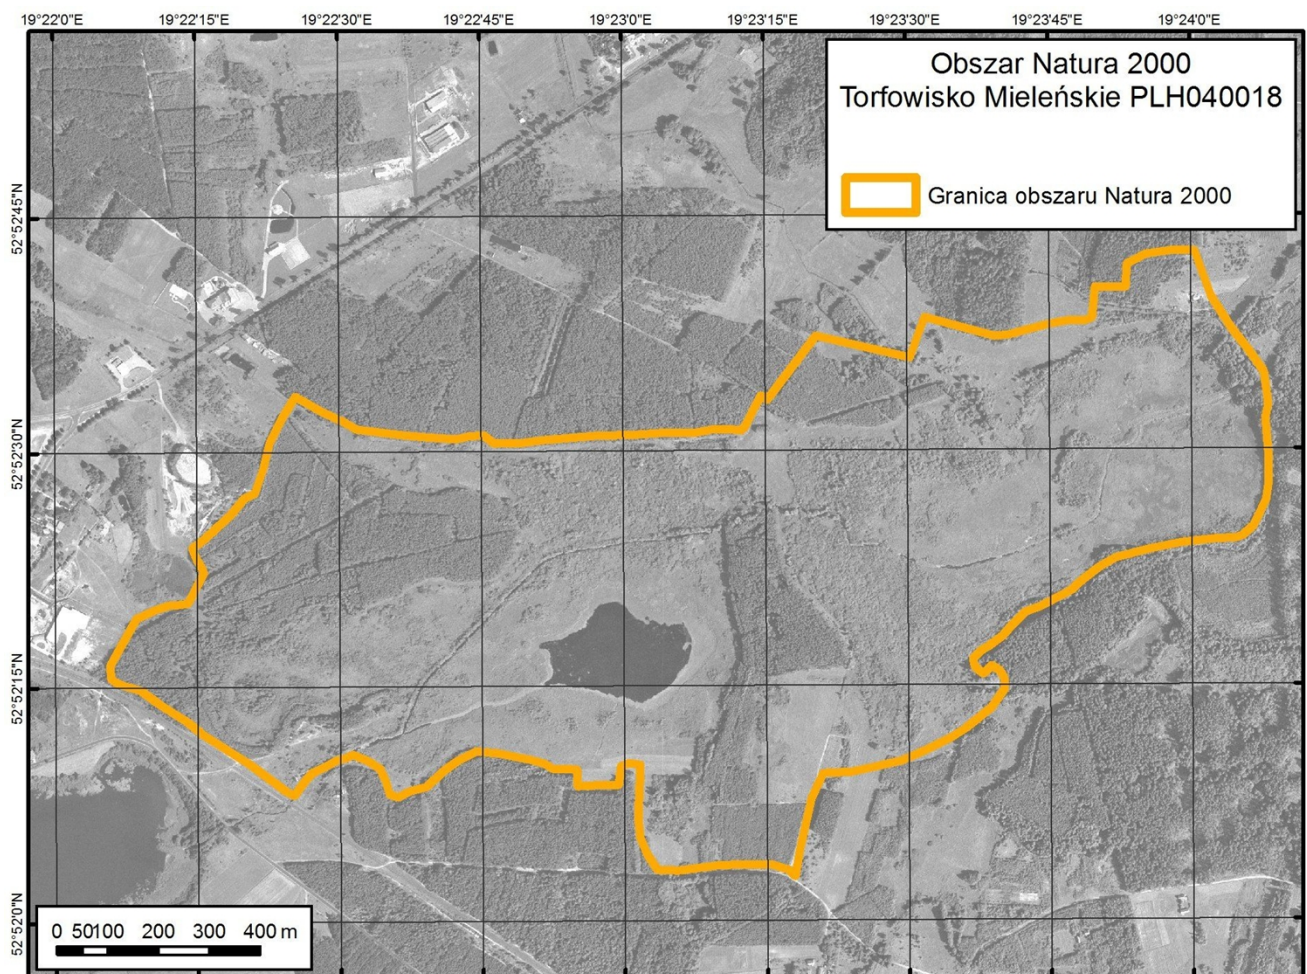 19°22'0"E 19°22'15"E 19°22'30"E 19°22'45"E 19°23'0"E 19°23'15"E 19°23'30"E 19°23'45"E 19°24'0"E
Obszar Natura 2000
Torfowisko Mieleńskie PLH040018
Granica obszaru Natura 2000
52°52'45"N
52°52'30"N
52°52'15"N
52°52'0"N
0 50 100 200 300 400 m